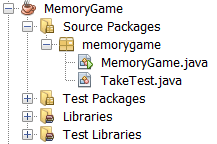 MemoryGame
Source Packages
memorygame
MemoryGame.java
TakeTest.java
Test Packages
Libraries
Test Libraries